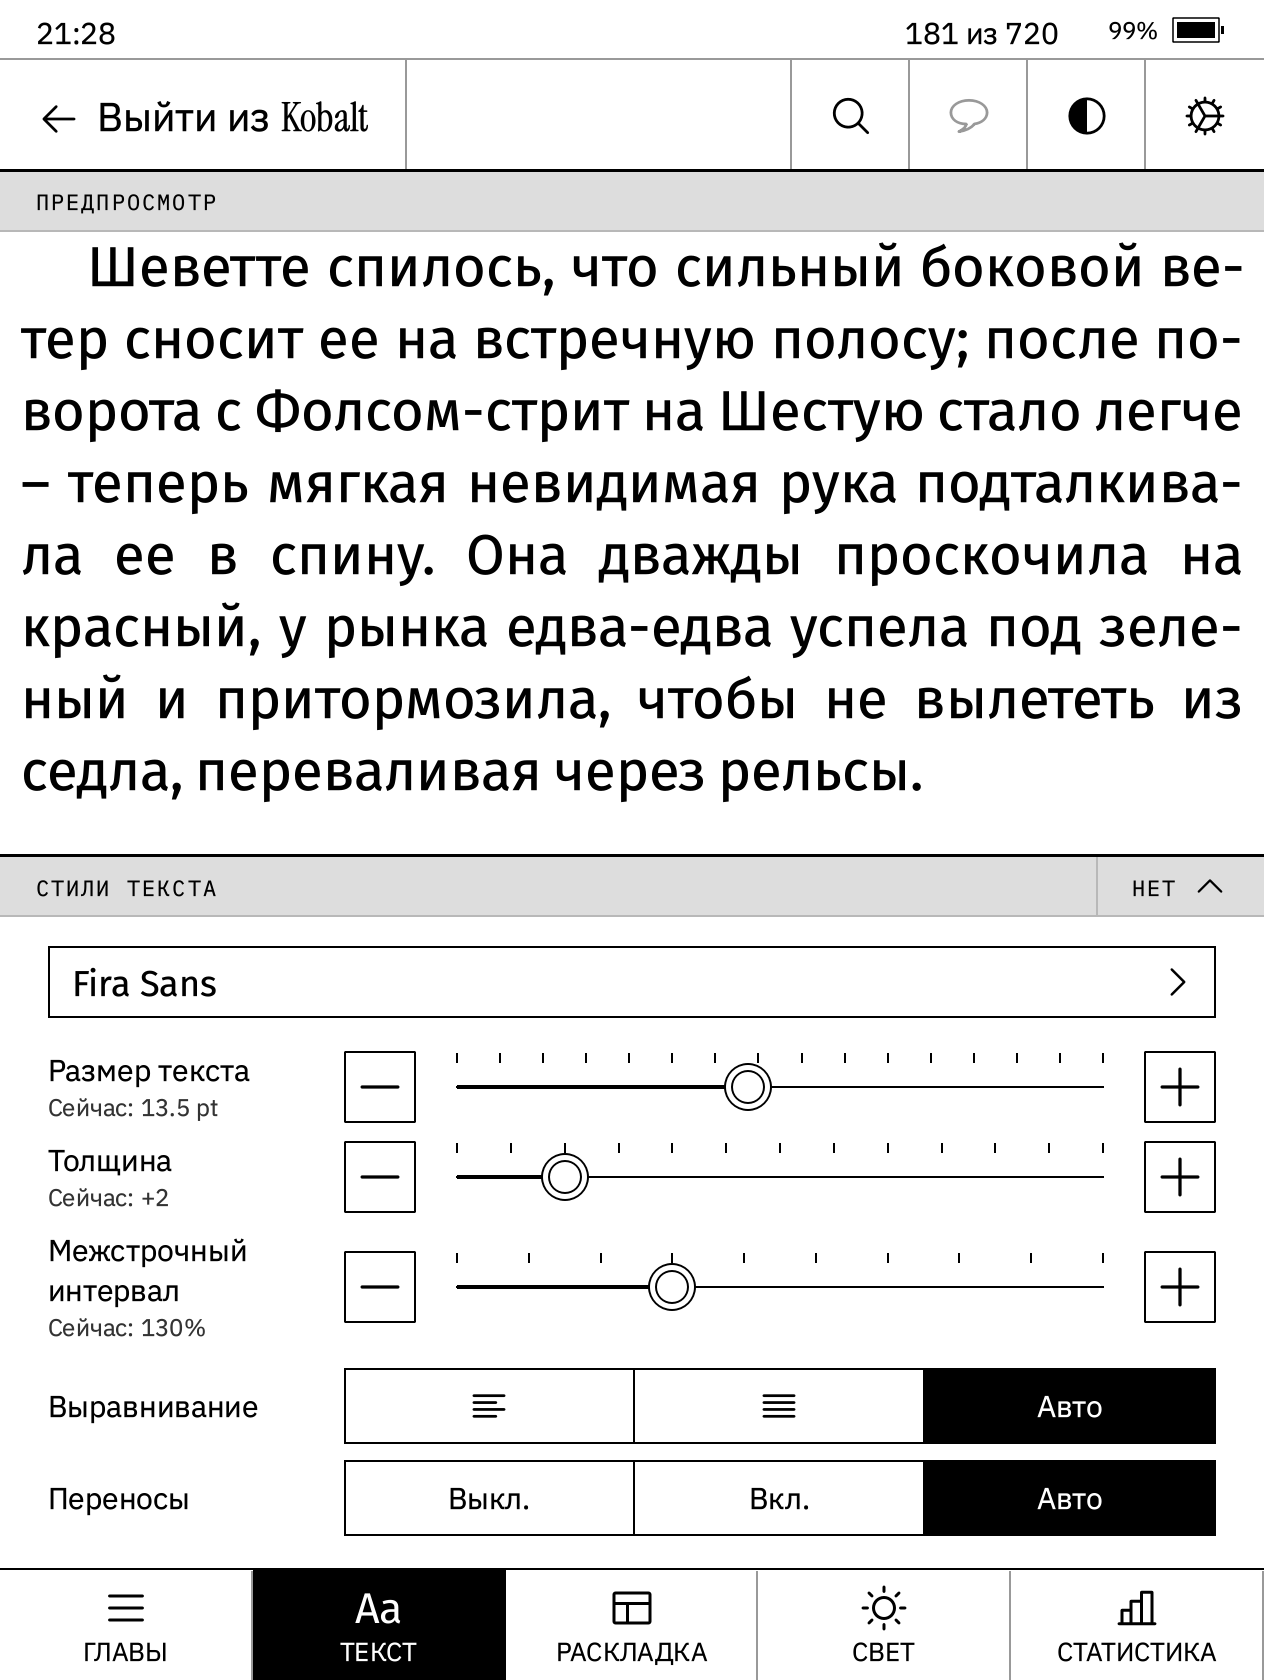 21:28
181 из 720
99%
Выйти из Kobalt
ПРЕДПРОСМОТР
Шеветте спилось, что сильный боковой ве-
тер сносит ее на встречную полосу; после по-
ворота с Фолсом-стрит на Шестую стало легче
– теперь мягкая невидимая рука подталкива-
ла ее в спину. Она дважды проскочила на
красный, у рынка едва-едва успела под зеле-
ный и притормозила, чтобы не вылететь из
седла, переваливая через рельсы.
СТИЛИ ТЕКСТА
НЕТ
Fira Sans
Размер текста
Сейчас: 13.5 pt
Толщина
Сейчас: +2
Межстрочный
интервал
Сейчас: 130%
Выравнивание
Авто
Переносы
Выкл.
Вкл.
Авто
Aa
ГЛАВЫ
ТЕКСТ
РАСКЛАДКА
СВЕТ
СТАТИСТИКА